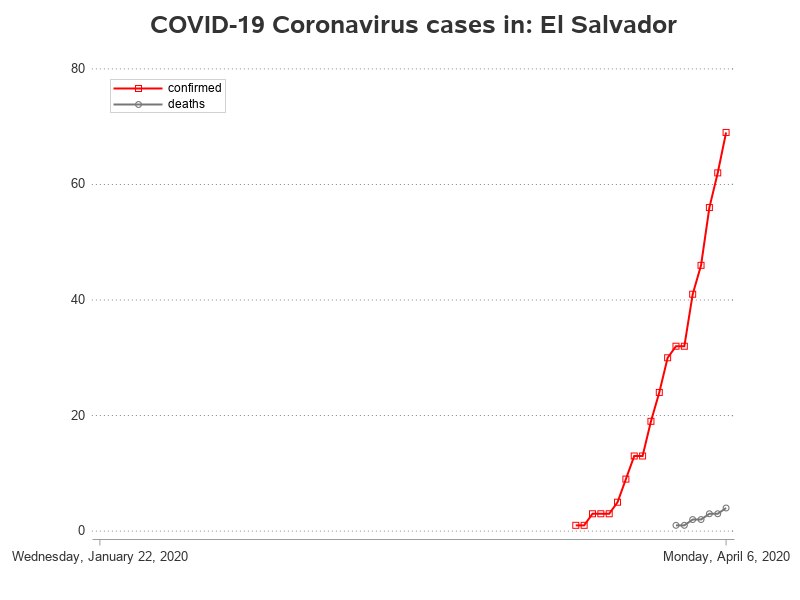 COVID-19 Coronavirus cases in: El Salvador
80
confirmed
deaths
60
40
20
0
Wednesday, January 22, 2020
Monday, April 6, 2020